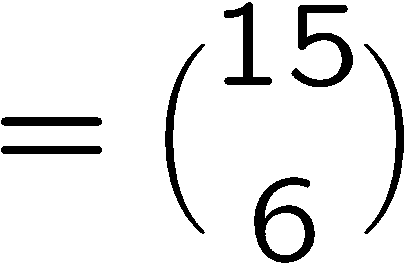 = (15
6)